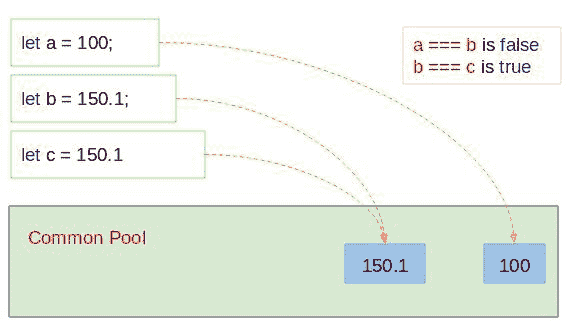 let a = 100;
let b = 150.1;
let c = 150.1
a === b is false
b === c is true
Common Pool
150.1
100